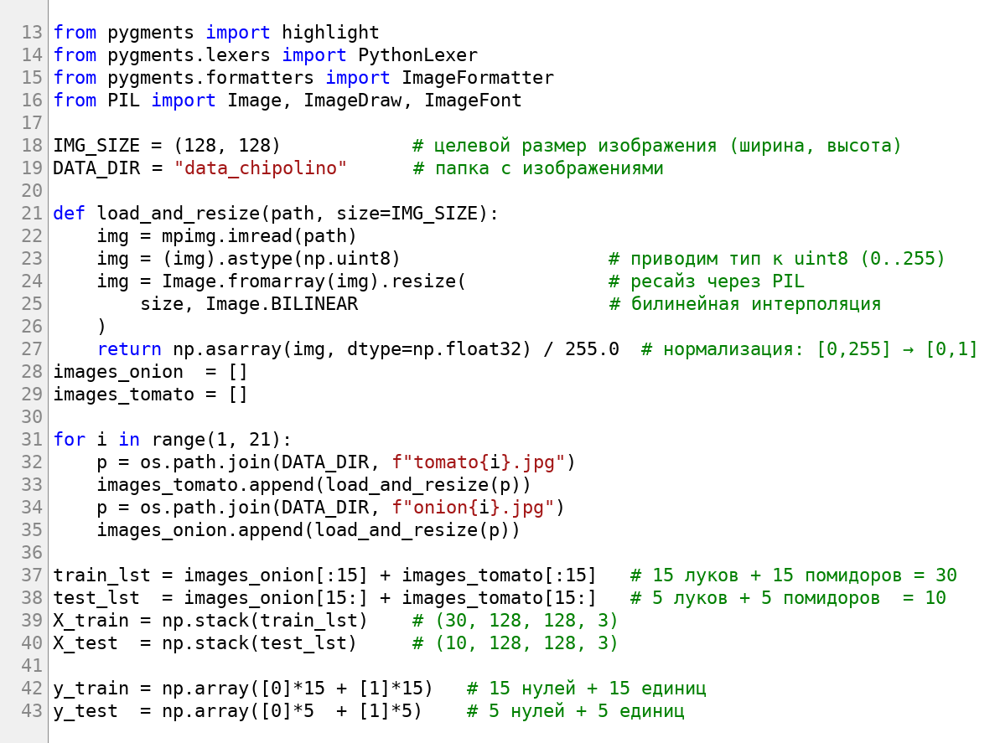 13 from pygments import highlight
14 from pygments.lexers import PythonLexer
15 from pygments.formatters import ImageFormatter
16 from PIL import Image, ImageDraw, ImageFont
17
18 IMG_SIZE = (128, 128)            # целевой размер изображения (ширина, высота)
19 DATA_DIR = "data_chipolino"      # папка с изображениями
20
21 def load_and_resize(path, size=IMG_SIZE):
22     img = mpimg.imread(path)
23     img = (img).astype(np.uint8)                   # приводим тип к uint8 (0..255)
24     img = Image.fromarray(img).resize(             # ресайз через PIL
25         size, Image.BILINEAR                       # билинейная интерполяция
26     )
27     return np.asarray(img, dtype=np.float32) / 255.0  # нормализация: [0,255] → [0,1]
28 images_onion  = []
29 images_tomato = []
30
31 for i in range(1, 21):
32     p = os.path.join(DATA_DIR, f"tomato{i}.jpg")
33     images_tomato.append(load_and_resize(p))
34     p = os.path.join(DATA_DIR, f"onion{i}.jpg")
35     images_onion.append(load_and_resize(p))
36
37 train_lst = images_onion[:15] + images_tomato[:15]   # 15 луков + 15 помидоров = 30
38 test_lst  = images_onion[15:] + images_tomato[15:]   # 5 луков + 5 помидоров  = 10
39 X_train = np.stack(train_lst)    # (30, 128, 128, 3)
40 X_test  = np.stack(test_lst)     # (10, 128, 128, 3)
41
42 y_train = np.array([0]*15 + [1]*15)   # 15 нулей + 15 единиц
43 y_test  = np.array([0]*5  + [1]*5)    # 5 нулей + 5 единиц